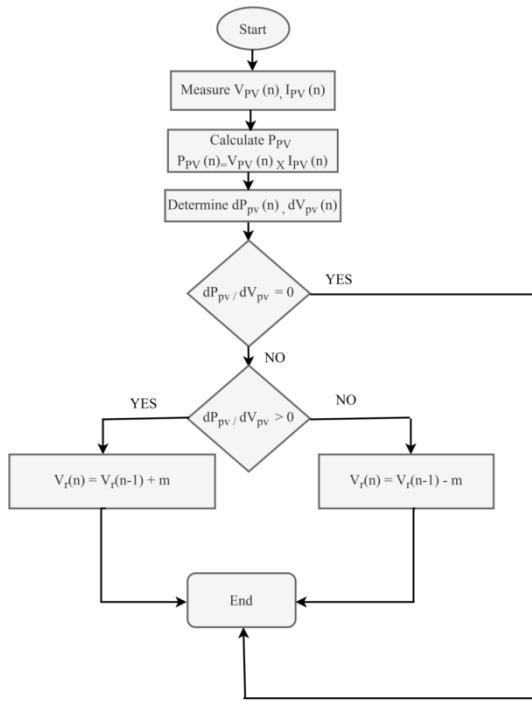 Start
Measure V_PV (n), I_PV (n)
Calculate P_PV
P_PV (n)=V_PV (n) X I_PV (n)
Determine dP_pv (n) , dV_pv (n)
dP_pv / dV_pv = 0
YES
NO
dP_pv / dV_pv > 0
YES
NO
V_r(n) = V_r(n-1) + m
V_r(n) = V_r(n-1) - m
End